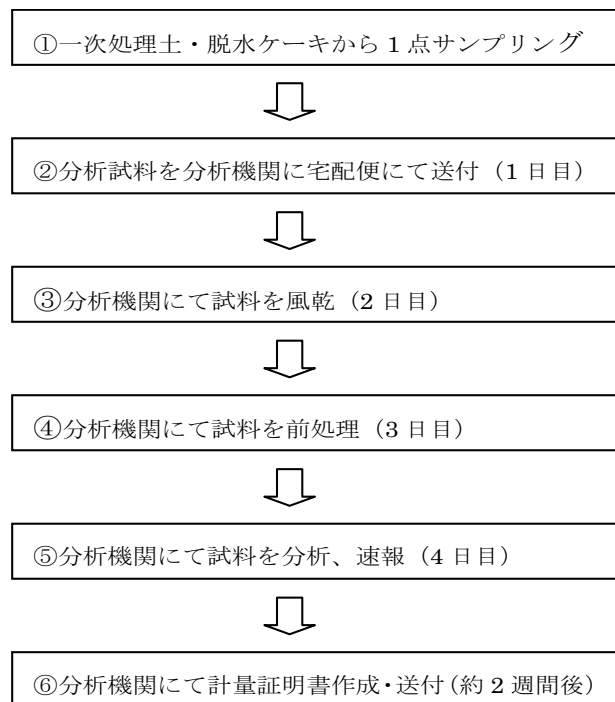 ①一次処理土・脱水ケーキから1点サンプリング
②分析試料を分析機関に宅配便にて送付（1日目）
③分析機関にて試料を風乾（2日目）
④分析機関にて試料を前処理（3日目）
⑤分析機関にて試料を分析、速報（4日目）
⑥分析機関にて計量証明書作成・送付(約2週間後）